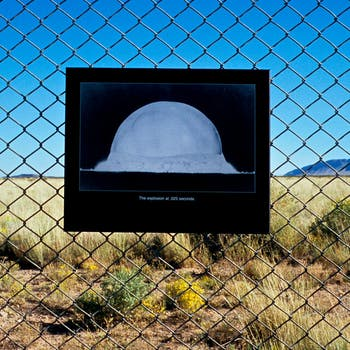 The explosion at .025 seconds